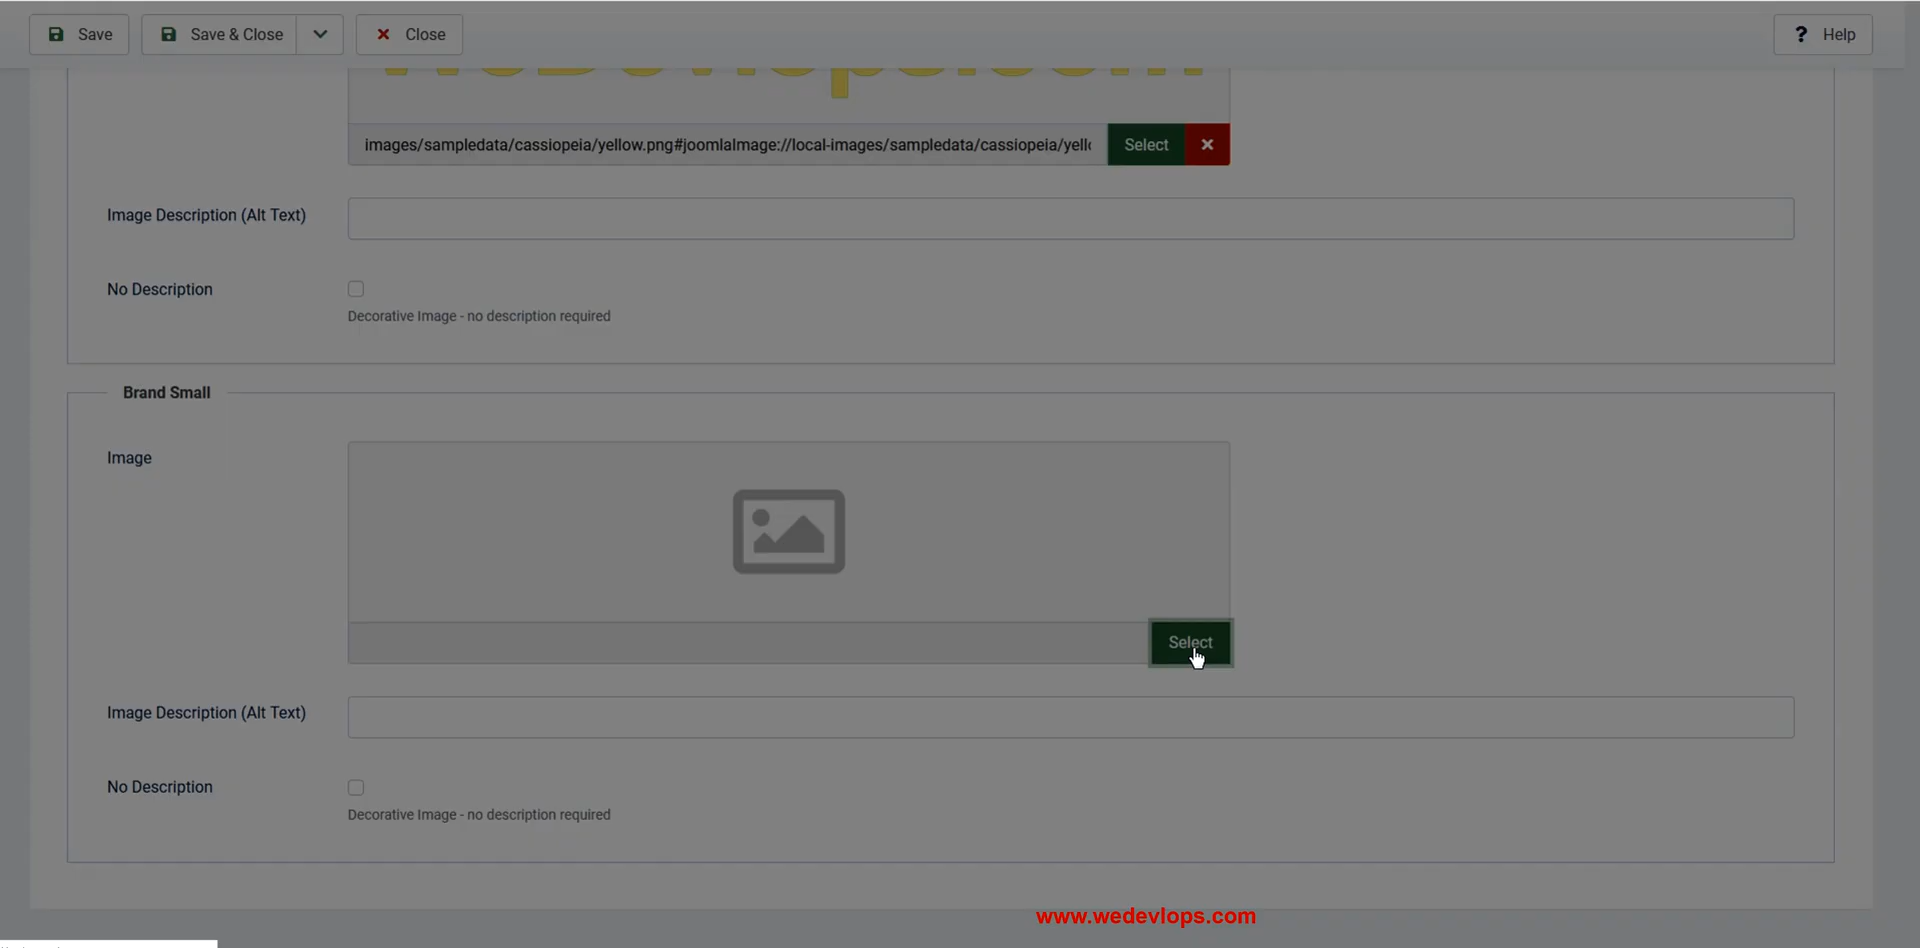 Save
Save & Close
Close
Help
images/sampledata/cassiopeia/yellow.png#joomlaImage://local-images/sampledata/cassiopeia/yell
Select
Image Description (Alt Text)
No Description
Decorative Image - no description required
Brand Small
Image
Select
Image Description (Alt Text)
No Description
Decorative Image - no description required
www.wedevlops.com